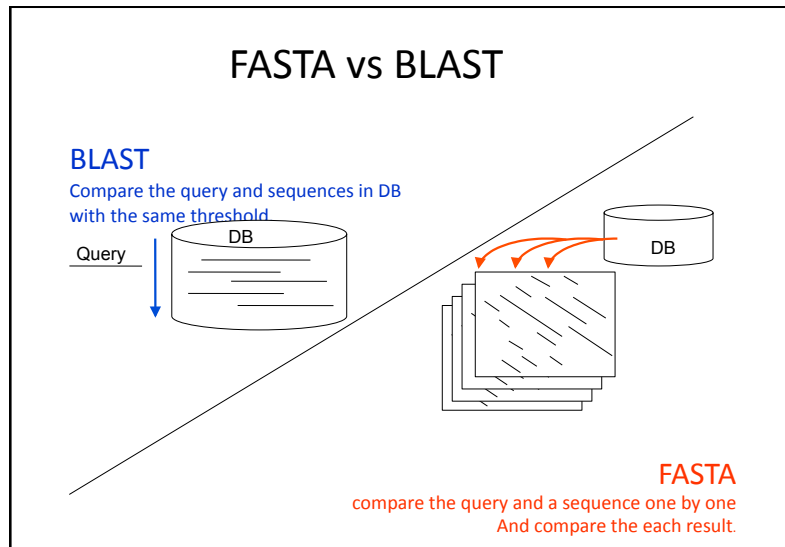 FASTA vs BLAST
BLAST
Compare the query and sequences in DB
with the same threshold
DB
Query
DB
FASTA
compare the query and a sequence one by one
And compare the each result.